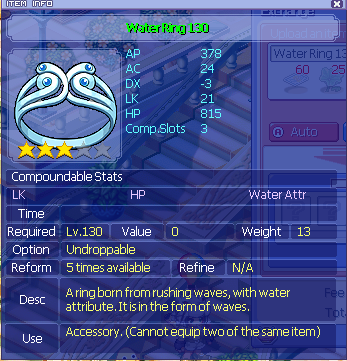 ITEM INFO
WaterRing 130
AP 378
AC 24
DX -3
LK 21
HP 815
Comp.Slots 3
Compoundable Stats
LK HP Water Attr
Time
Required Lv.130 Value 0 Weight 13
Option Undroppable
Reform 5 times available Refine N/A
Desc A ring born from rushing waves, with water
attribute. It is in the form of waves.
Use Accessory. (Cannot equip two of the same item)
Water Ring 13
60 25
Auto
Fee
Tota